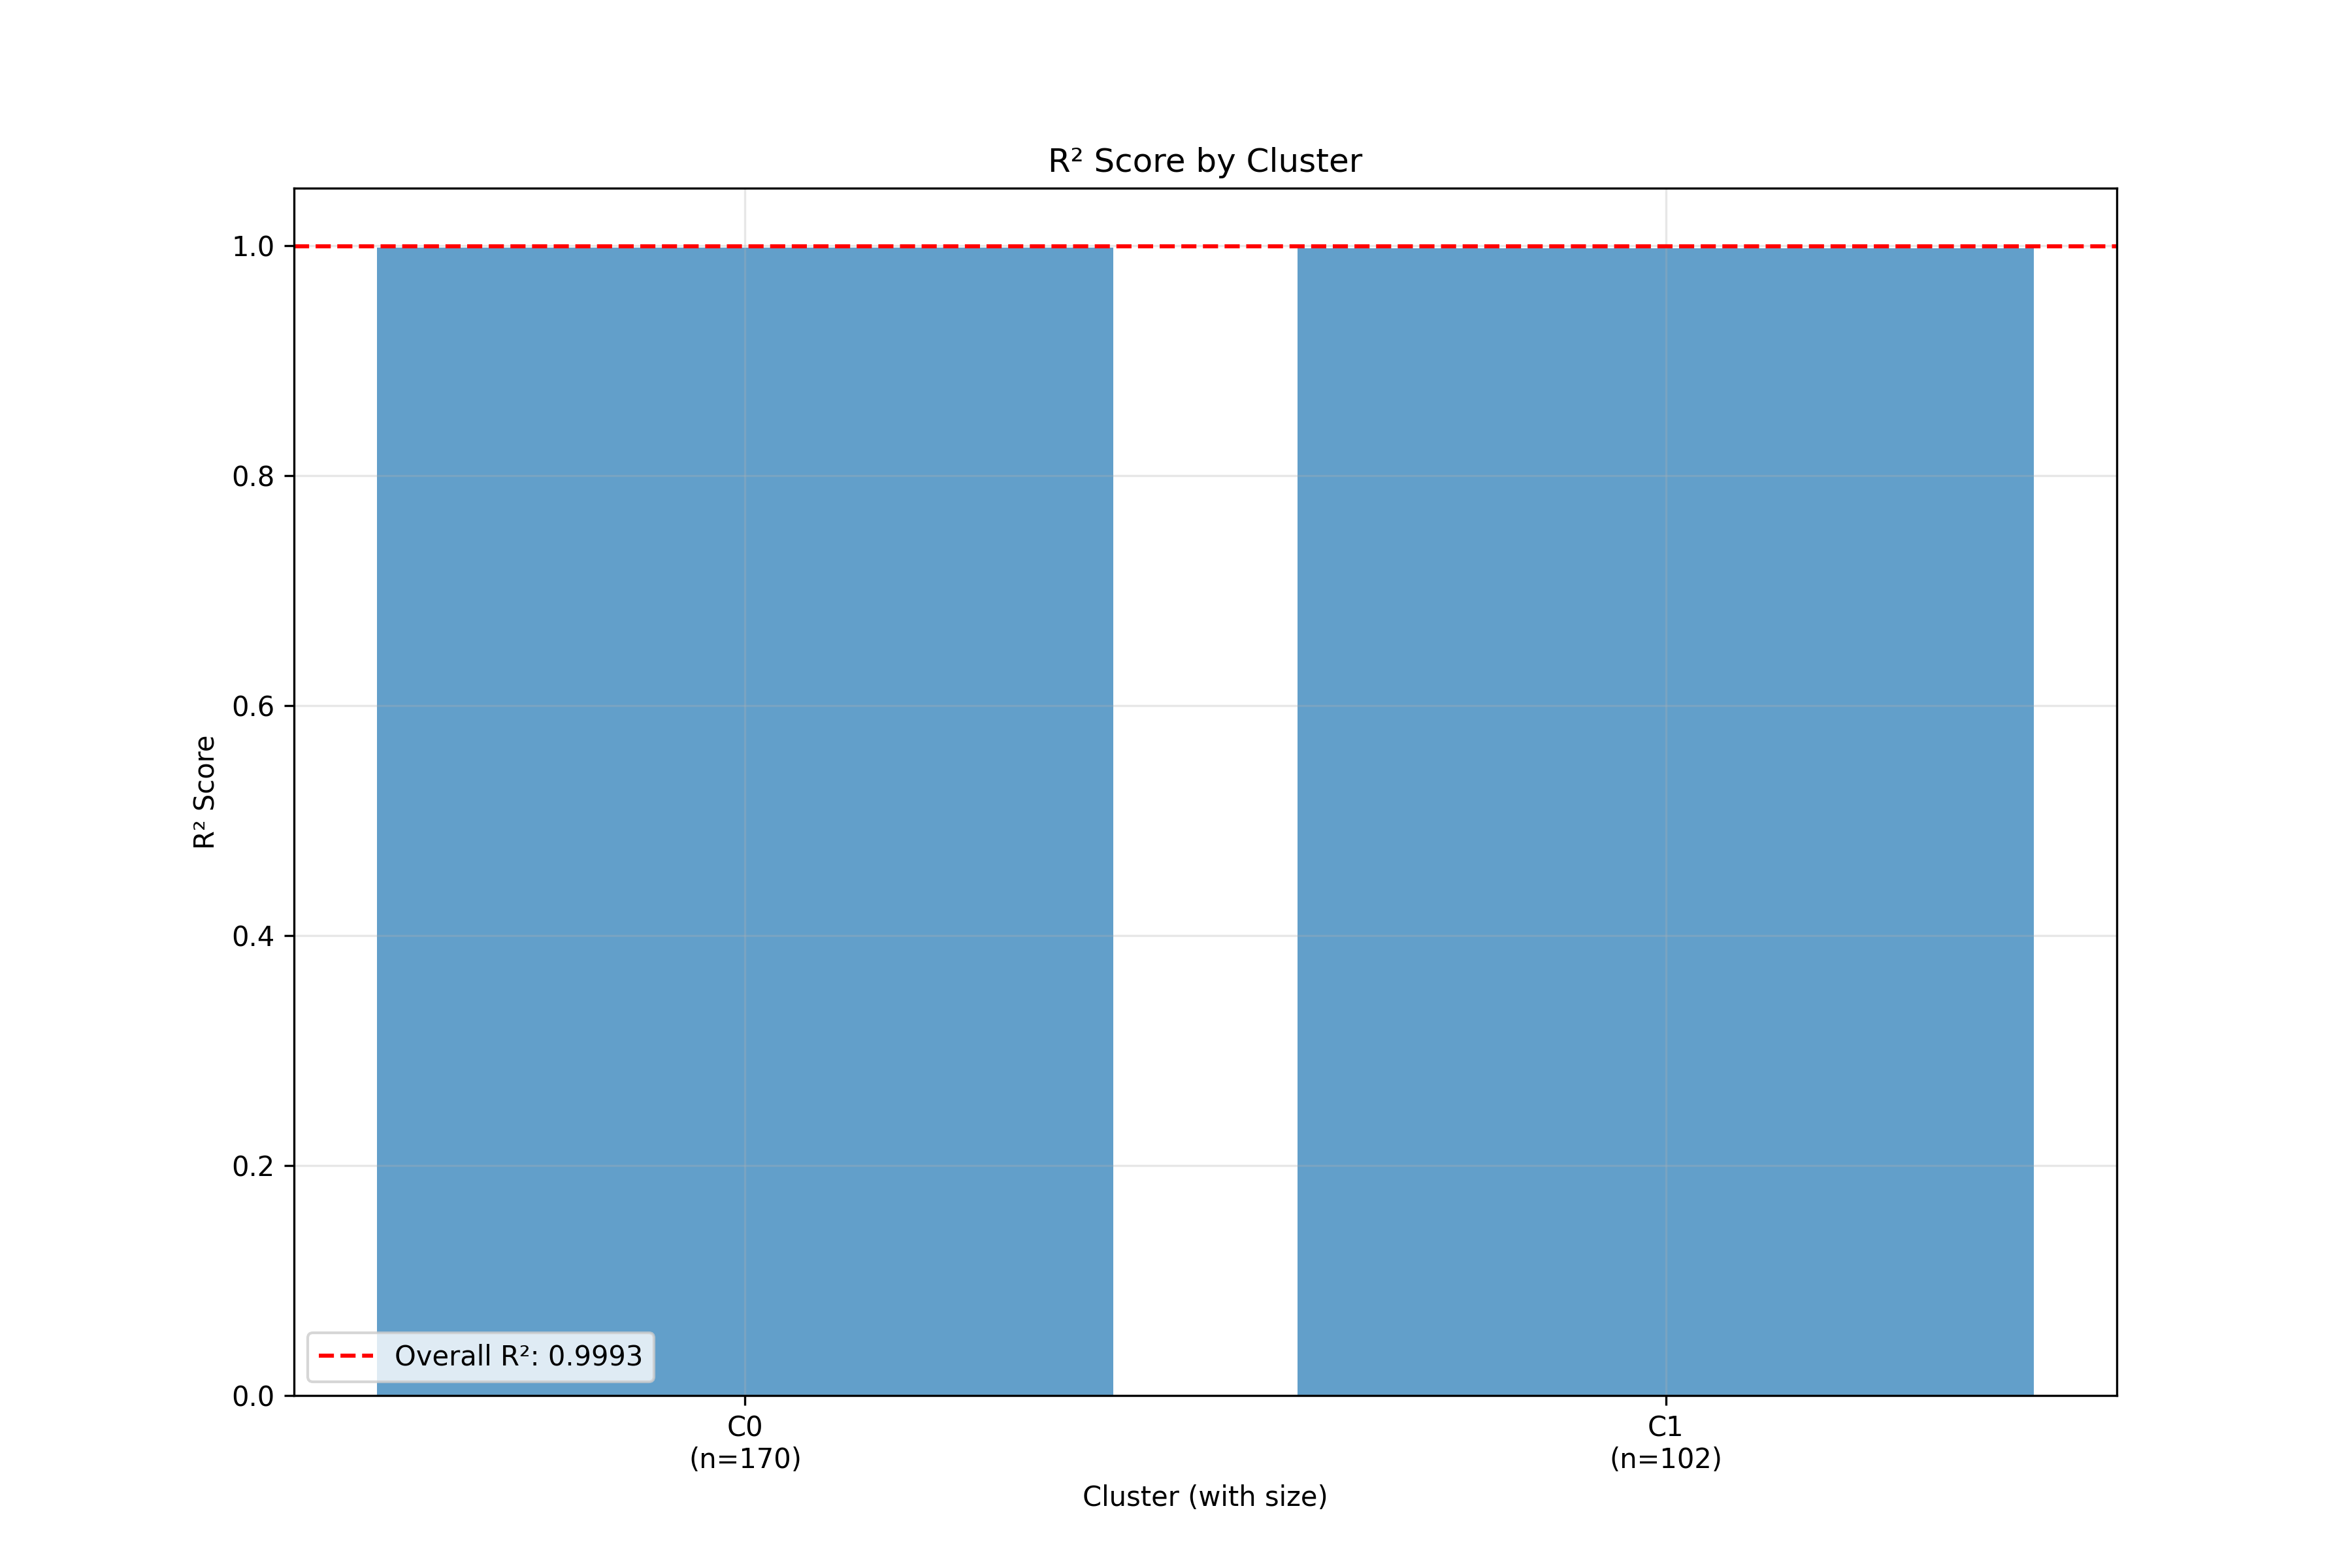 R² Score by Cluster
R² Score
1.0
0.8
0.6
0.4
0.2
0.0
Overall R²: 0.9993
C0
(n=170)
C1
(n=102)
Cluster (with size)